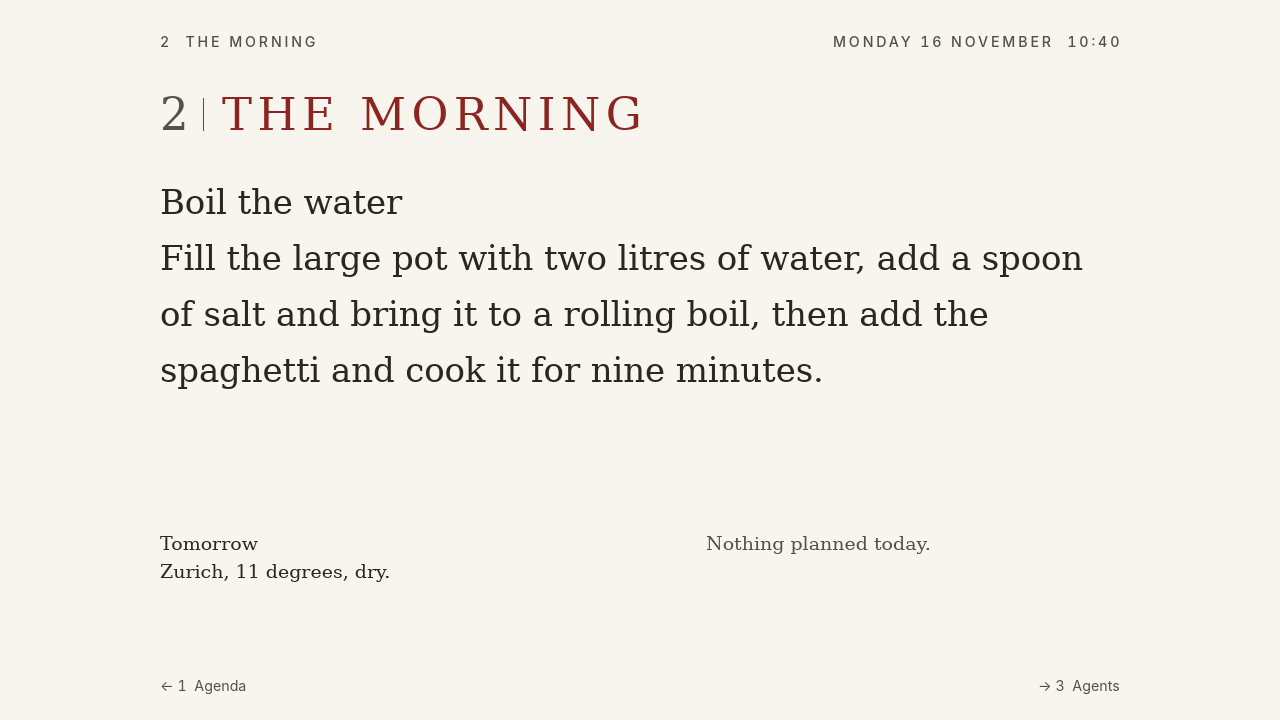 2 THE MORNING
MONDAY 16 NOVEMBER 10:40
2 THE MORNING
Boil the water
Fill the large pot with two litres of water, add a spoon
of salt and bring it to a rolling boil, then add the
spaghetti and cook it for nine minutes.
Tomorrow
Zurich, 11 degrees, dry.
Nothing planned today.
← 1 Agenda
→ 3 Agents